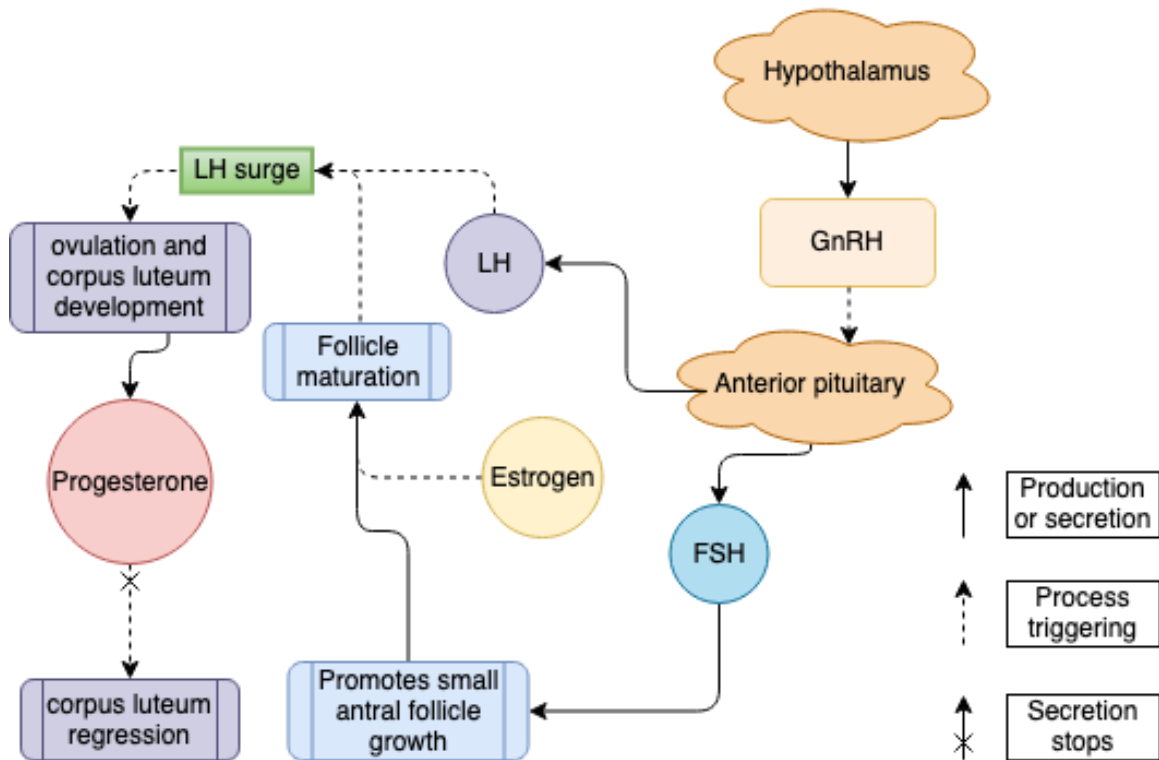 Hypothalamus
LH surge
GnRH
ovulation and
corpus luteum
development
LH
Follicle
maturation
Anterior pituitary
Progesterone
Estrogen
FSH
Production
or secretion
Process
triggering
corpus luteum
regression
Promotes small
antral follicle
growth
Secretion
stops